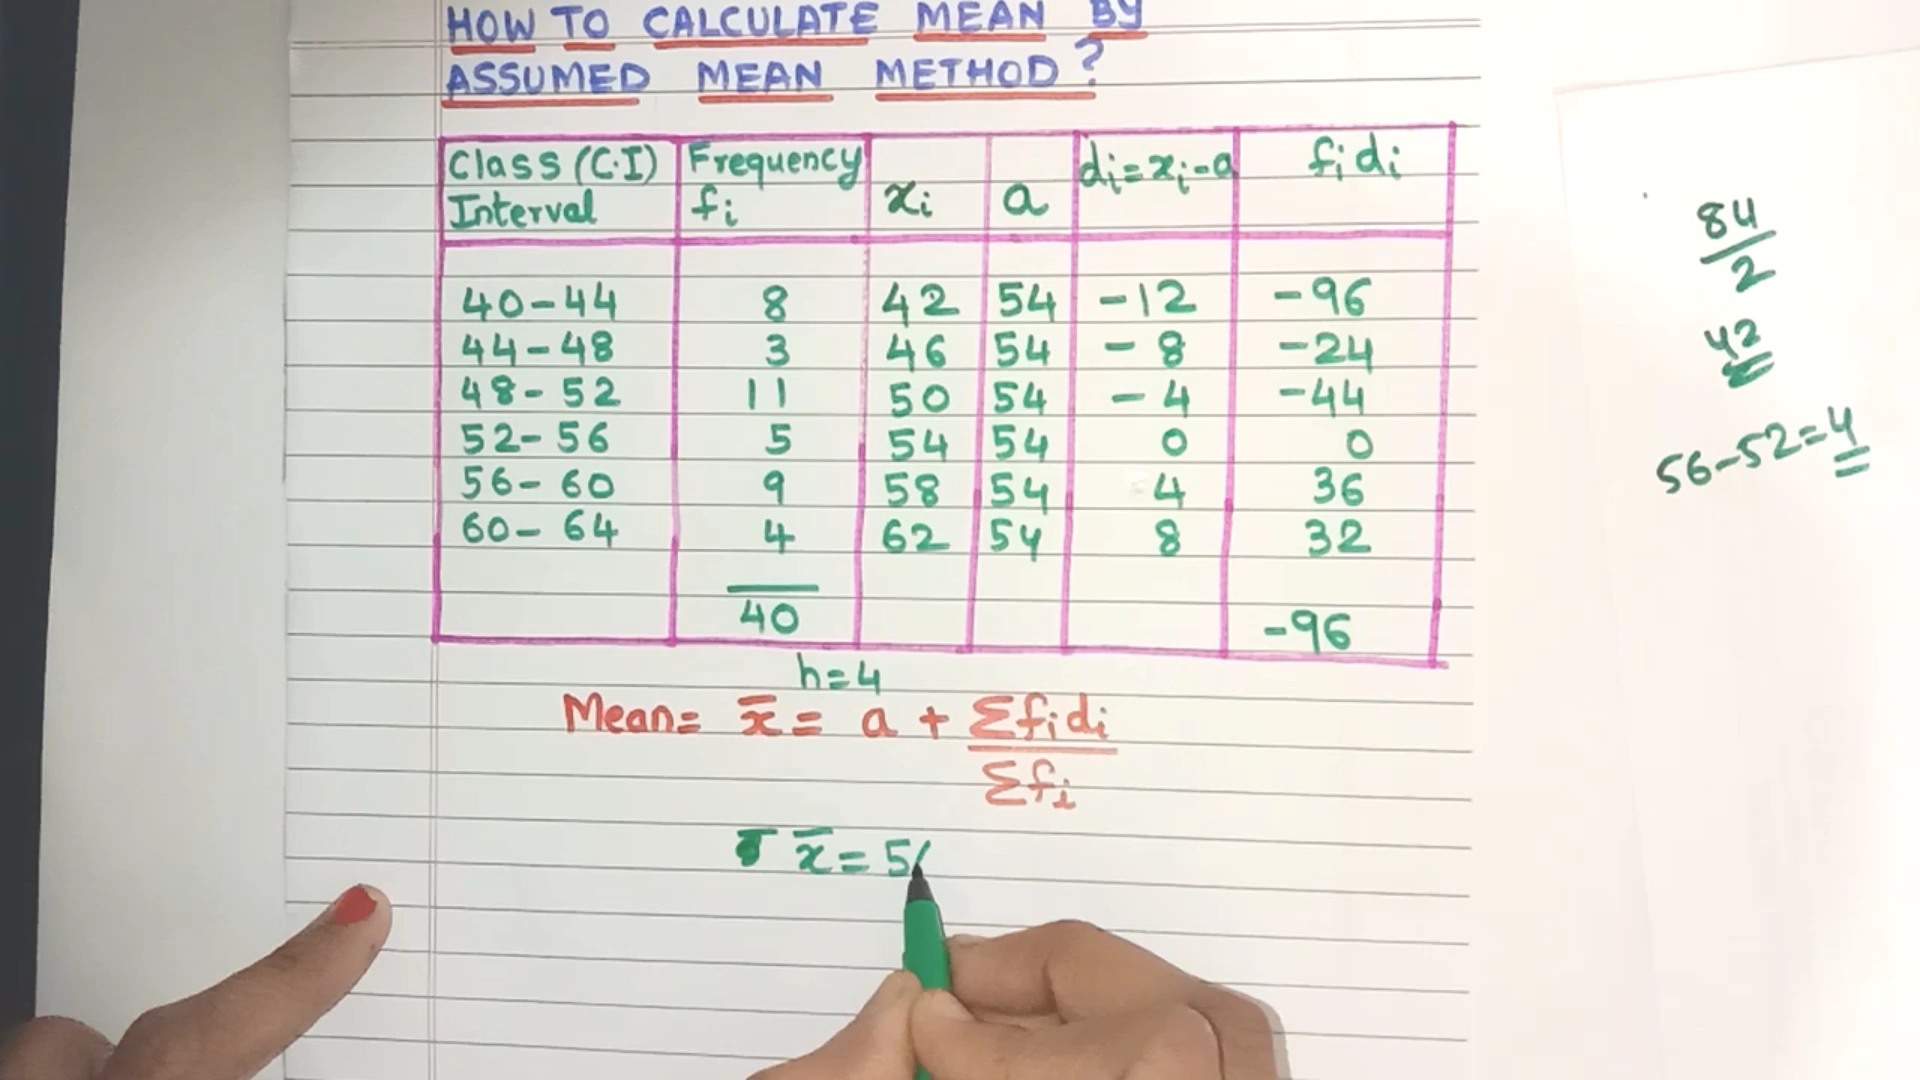 HOW TO CALCULATE MEAN BY
ASSUMED MEAN METHOD?
Class (C.I) Interval | Frequency fi | xi | a | di=xi-a | fidi
40-44 8 42 54 -12 -96
44-48 3 46 54 -8 -24
48-52 11 50 54 -4 -44
52-56 5 54 54 0 0
56-60 9 58 54 4 36
60-64 4 62 54 8 32
40 -96
h=4
Mean= x̄ = a + Σfidi
Σfi
x̄ = 5
84
2
42
56-52=4